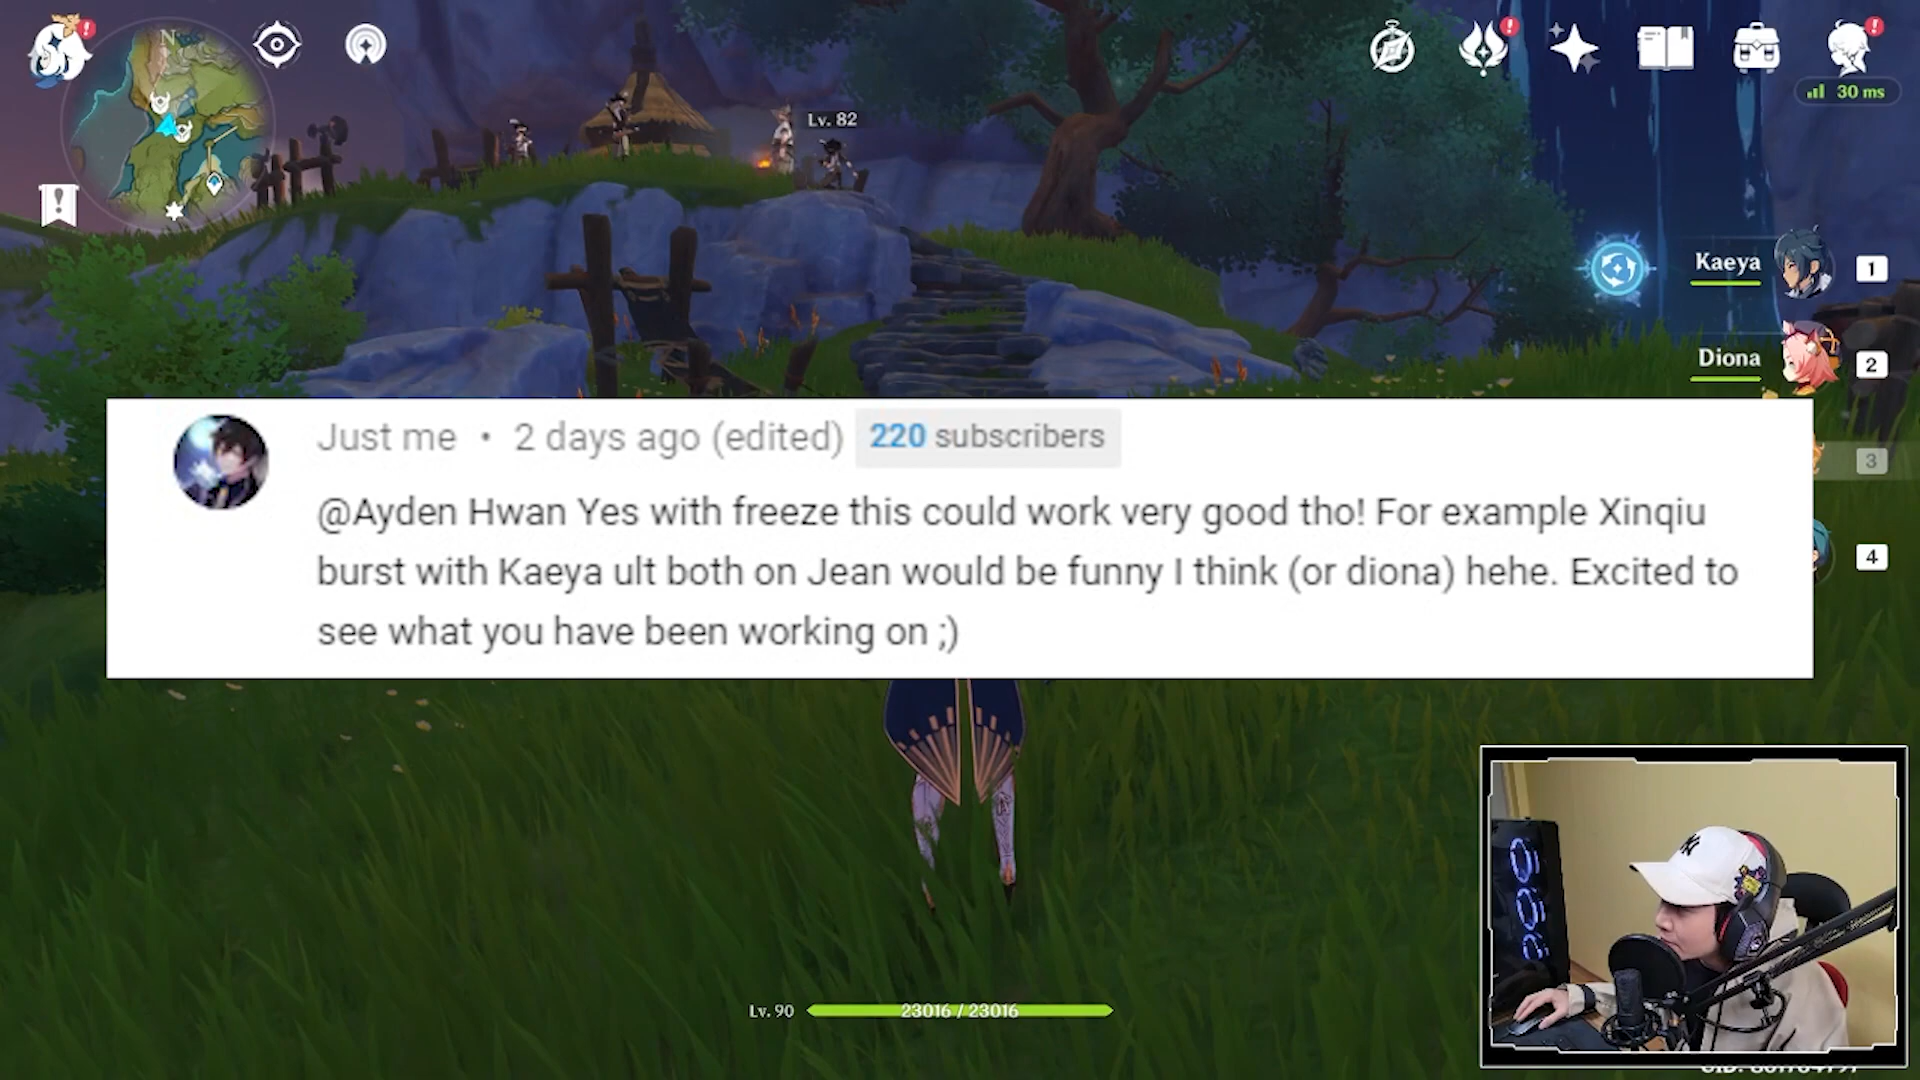 N
Lv. 82
30 ms
Kaeya 1
Diona 2
3
4
Just me • 2 days ago (edited) 220 subscribers
@Ayden Hwan Yes with freeze this could work very good tho! For example Xinqiu
burst with Kaeya ult both on Jean would be funny I think (or diona) hehe. Excited to
see what you have been working on ;)
Lv. 90 23016 / 23016